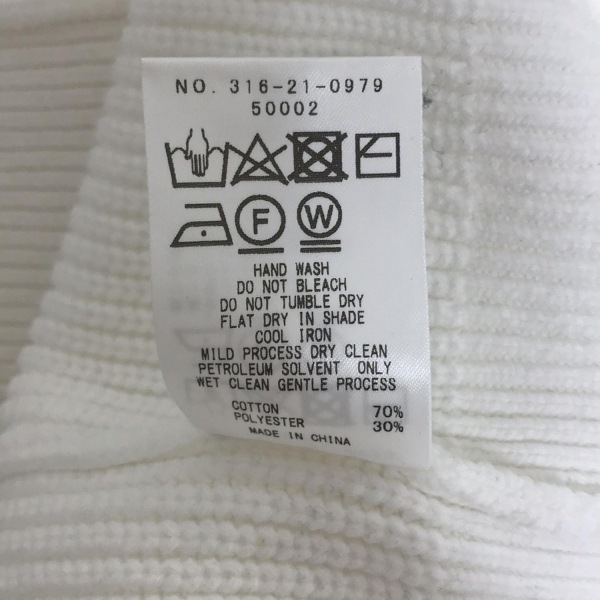 NO. 316-21-0979
50002
F W
HAND WASH
DO NOT BLEACH
DO NOT TUMBLE DRY
FLAT DRY IN SHADE
COOL IRON
MILD PROCESS DRY CLEAN
PETROLEUM SOLVENT ONLY
WET CLEAN GENTLE PROCESS
COTTON 70%
POLYESTER 30%
MADE IN CHINA